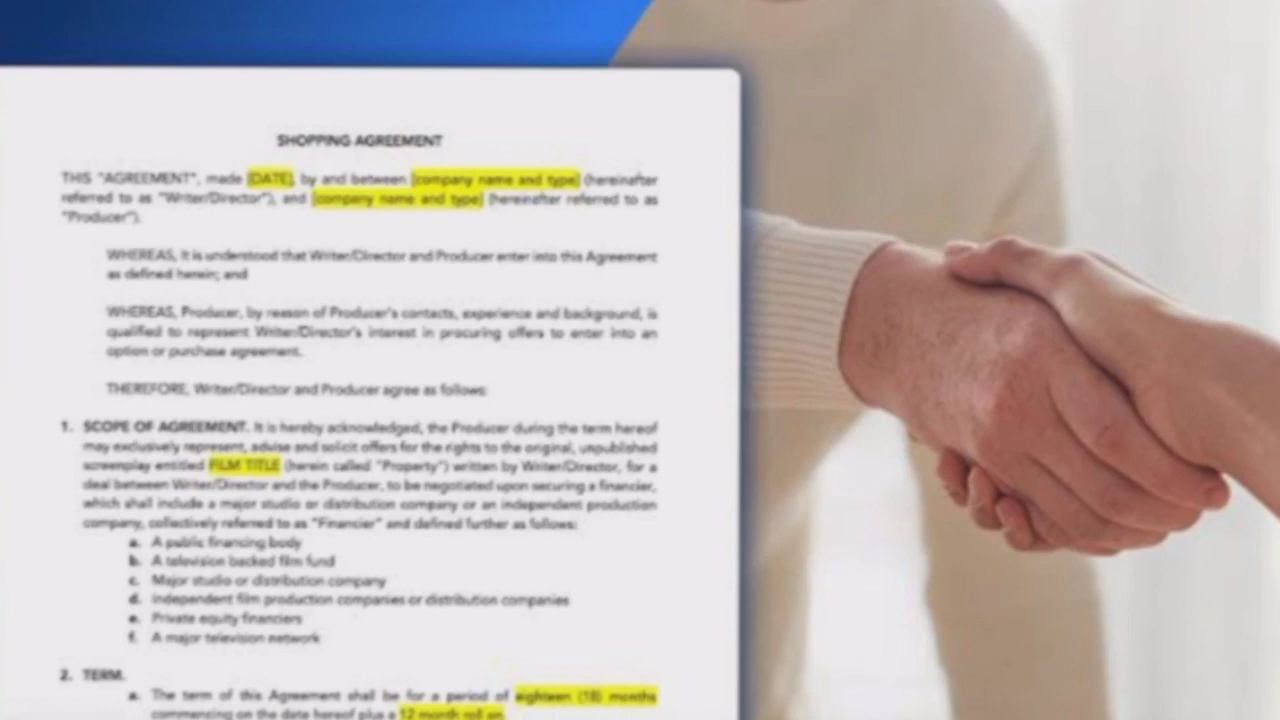 SHOPPING AGREEMENT
THIS "AGREEMENT", made [DATE], by and between [company name and type] (hereinafter
referred to as "Writer/Director"), and [company name and type] (hereinafter referred to as
"Producer").
WHEREAS, It is understood that Writer/Director and Producer enter into this Agreement
as defined herein; and
WHEREAS, Producer, by reason of Producer's contacts, experience and background, is
qualified to represent Writer/Director's interest in procuring offers to enter into an
option or purchase agreement.
THEREFORE, Writer/Director and Producer agree as follows:
1. SCOPE OF AGREEMENT. It is hereby acknowledged, the Producer during the term hereof
may exclusively represent, advise and solicit offers for the rights to the original, unpublished
screenplay entitled FILM TITLE (herein called "Property") written by Writer/Director, for a
deal between Writer/Director and the Producer, to be negotiated upon securing a financier,
which shall include a major studio or distribution company or an independent production
company, collectively referred to as "Financier" and defined further as follows:
a. A public financing body
b. A television backed film fund
c. Major studio or distribution company
d. Independent film production companies or distribution companies
e. Private equity financiers
f. A major television network
2. TERM.
a. The term of this Agreement shall be for a period of eighteen (18) months
commencing on the date hereof plus a 12 month roll on.